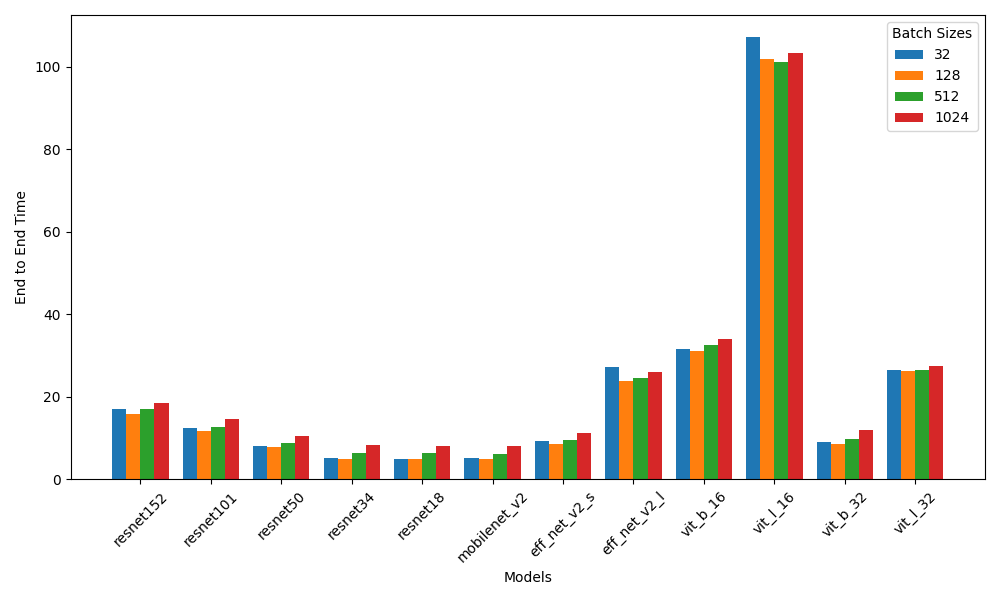 Batch Sizes
32
128
512
1024
100
80
60
40
20
0
End to End Time
resnet152
resnet101
resnet50
resnet34
resnet18
mobilenet_v2
eff_net_v2_s
eff_net_v2_l
vit_b_16
vit_l_16
vit_b_32
vit_l_32
Models